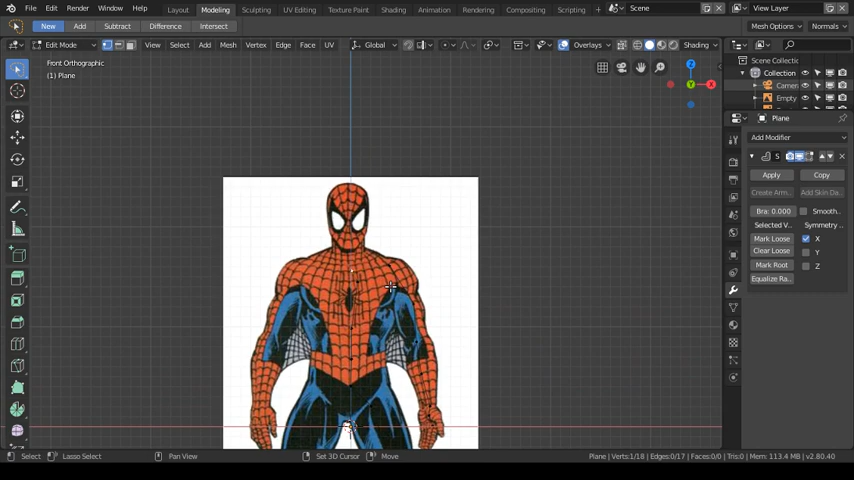 File Edit Render Window Help Layout Modeling Sculpting UV Editing Texture Paint Shading Animation Rendering Compositing Scripting Scene View Layer
New Add Subtract Difference Intersect Mesh Options Normals
Edit Mode View Select Add Mesh Vertex Edge Face UV Global Overlays Shading
Front Orthographic
(1) Plane
Z
X
Y
Scene Collectic
Collection
Camer
Empty
Plane
Add Modifier
S
Apply Copy
Create Arm.. Add Skin Da..
Bra: 0.000 Smooth..
Selected V.. Symmetry ..
Mark Loose X
Clear Loose Y
Mark Root Z
Equalize Ra..
Select Lasso Select Pan View Set 3D Cursor Move Plane | Verts:1/18 | Edges:0/17 | Faces:0/0 | Tris:0 | Mem: 113.4 MB | v2.80.40